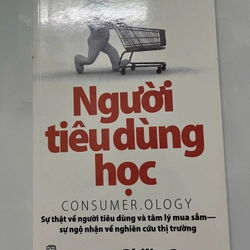 Người
tiêu dùng
học
CONSUMER.OLOGY
Sự thật về người tiêu dùng và tâm lý mua sắm—
sự ngộ nhận về nghiên cứu thị trường